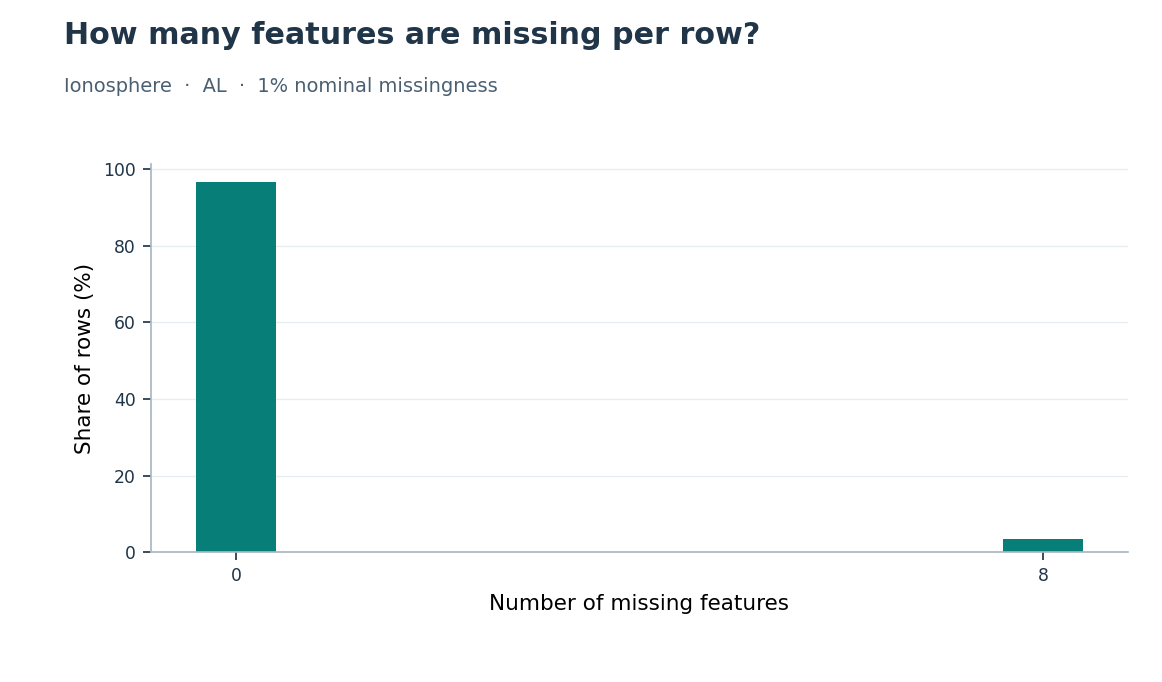 How many features are missing per row?
Ionosphere · AL · 1% nominal missingness
100
80
60
40
20
0
Share of rows (%)
0 8
Number of missing features